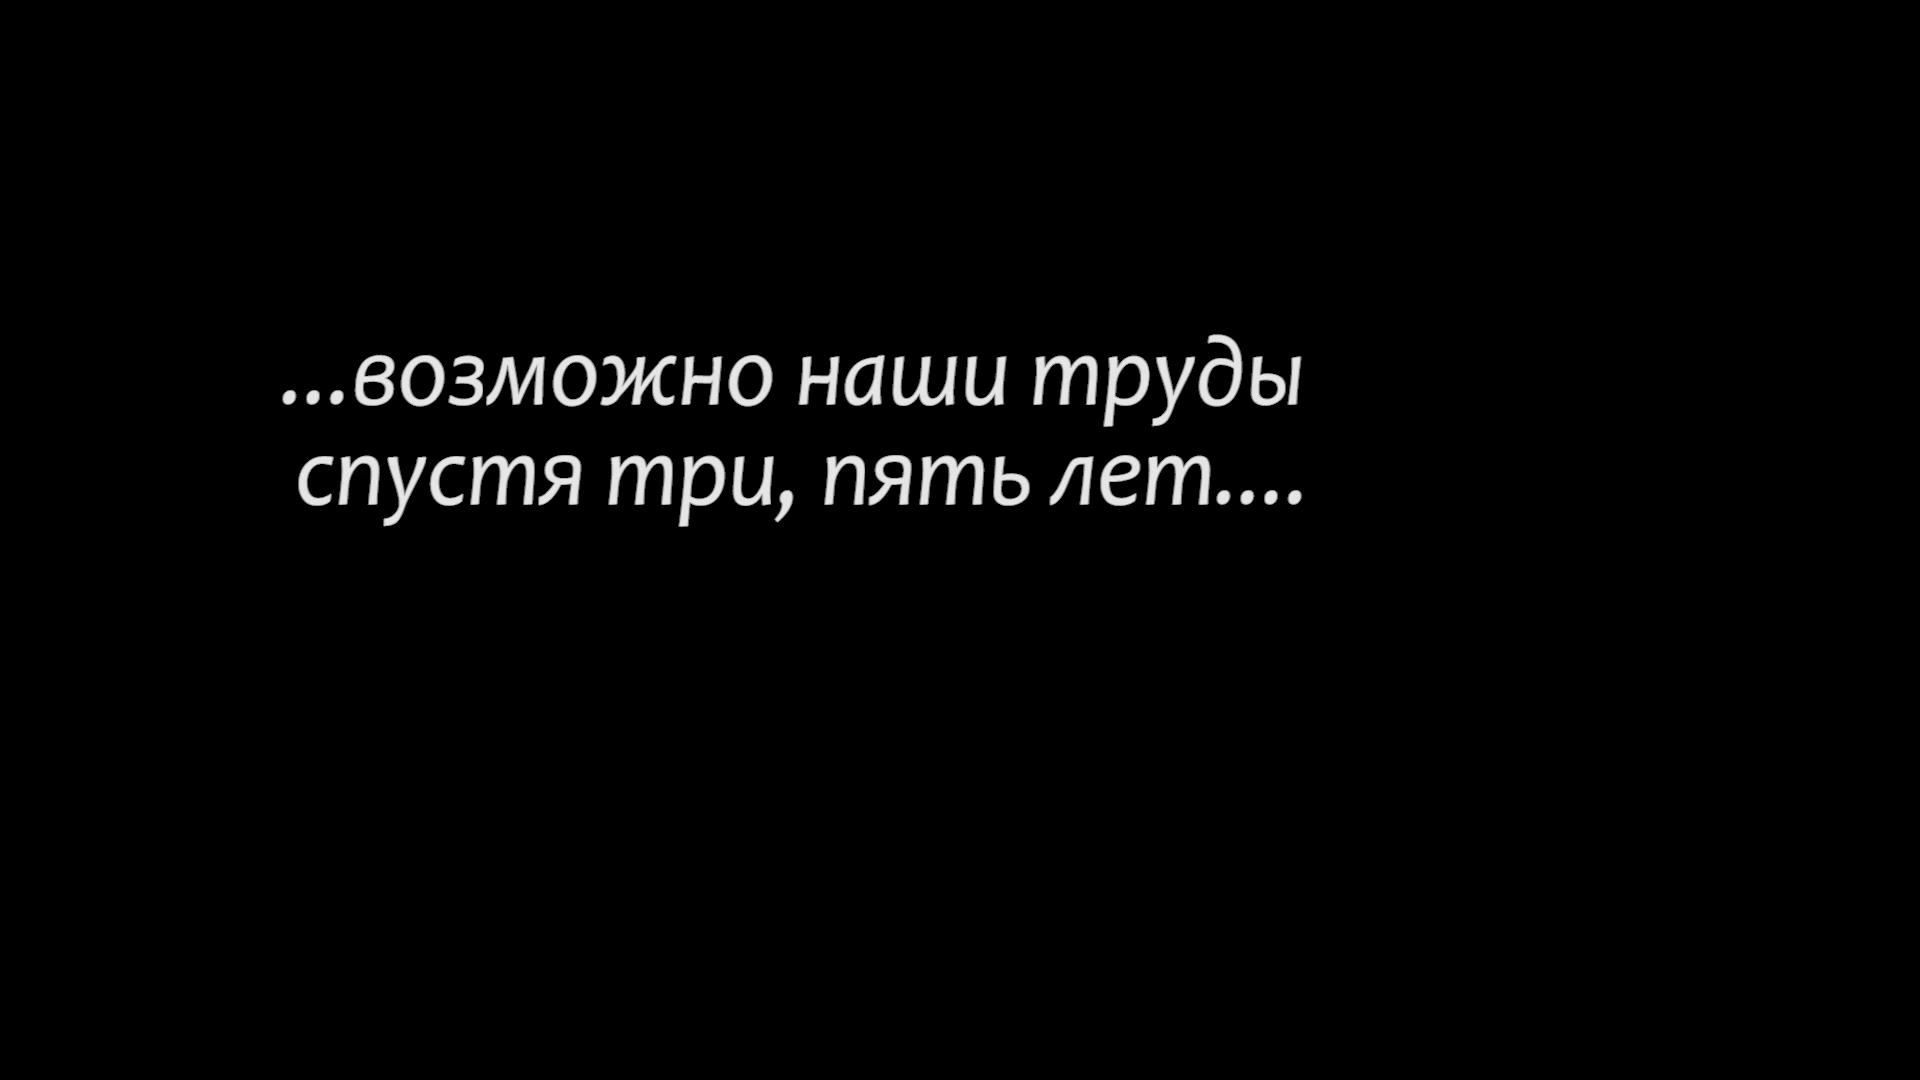 ...возможно наши труды
спустя три, пять лет....